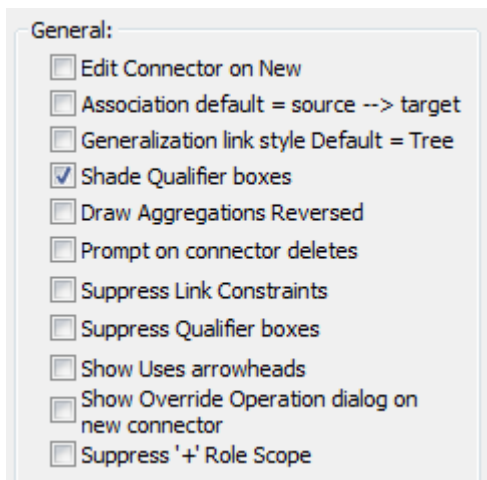 General:
Edit Connector on New
Association default = source --> target
Generalization link style Default = Tree
Shade Qualifier boxes
Draw Aggregations Reversed
Prompt on connector deletes
Suppress Link Constraints
Suppress Qualifier boxes
Show Uses arrowheads
Show Override Operation dialog on
new connector
Suppress '+' Role Scope